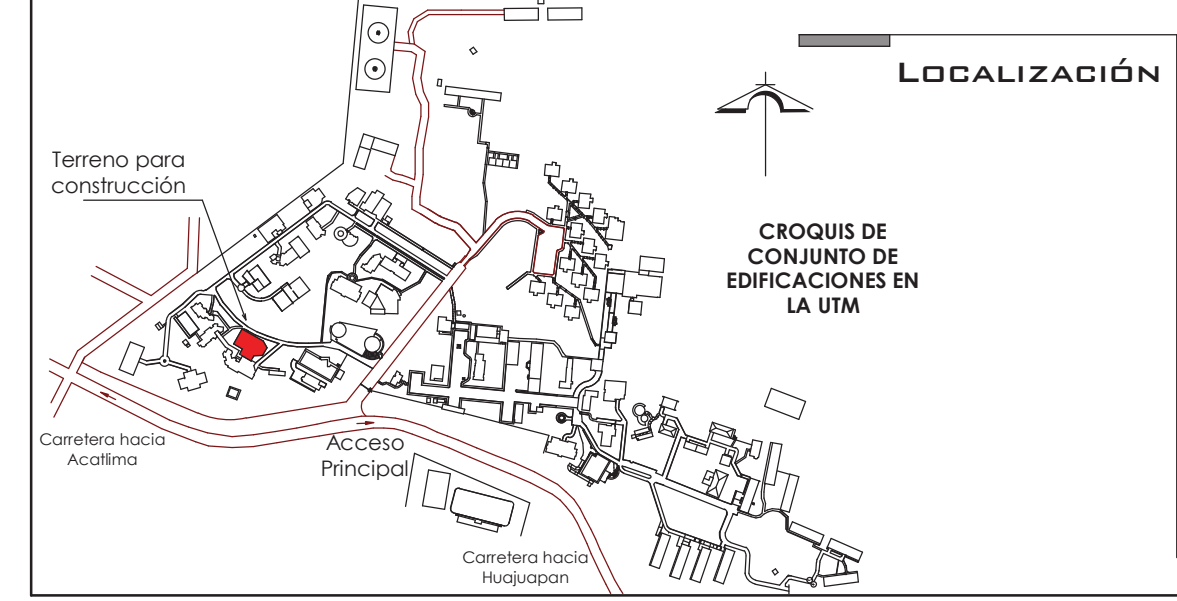 LOCALIZACIÓN
Terreno para
construcción
CROQUIS DE
CONJUNTO DE
EDIFICACIONES EN
LA UTM
Carretera hacia
Acatlima
Acceso
Principal
Carretera hacia
Huajuapan